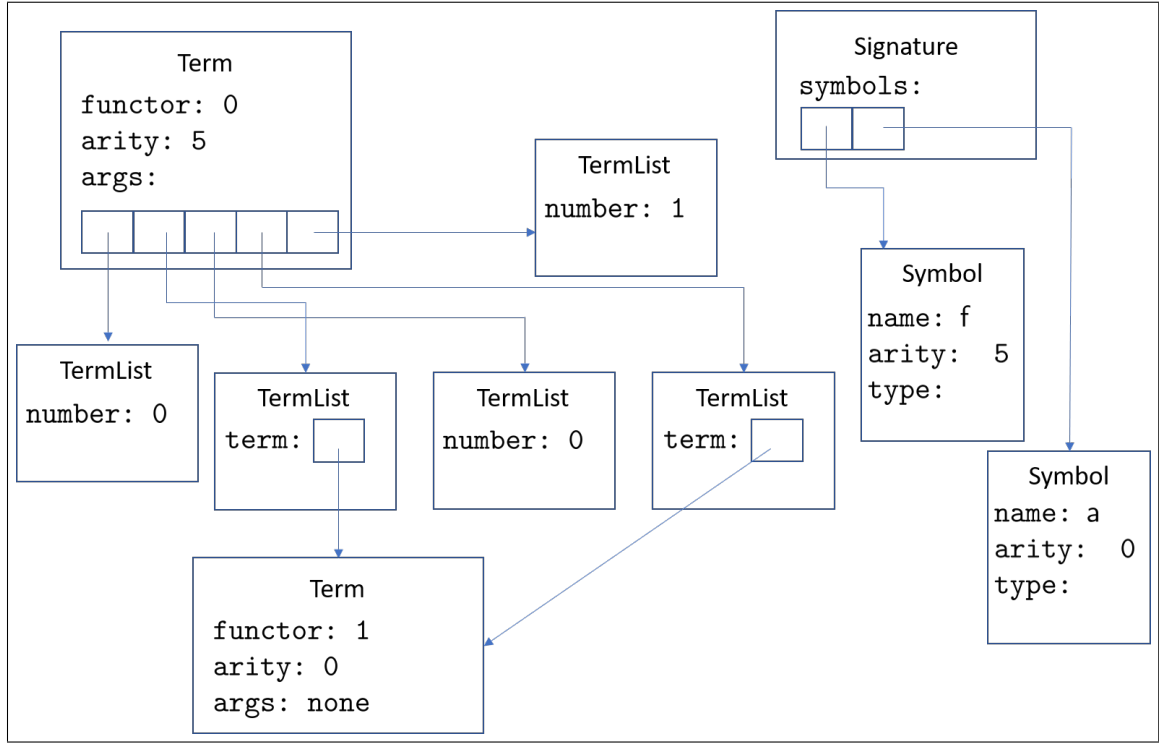 Term
functor: 0
arity: 5
args:
Signature
symbols:
TermList
number: 1
Symbol
name: f
arity: 5
type:
TermList
number: 0
TermList
term:
TermList
number: 0
TermList
term:
Symbol
name: a
arity: 0
type:
Term
functor: 1
arity: 0
args: none